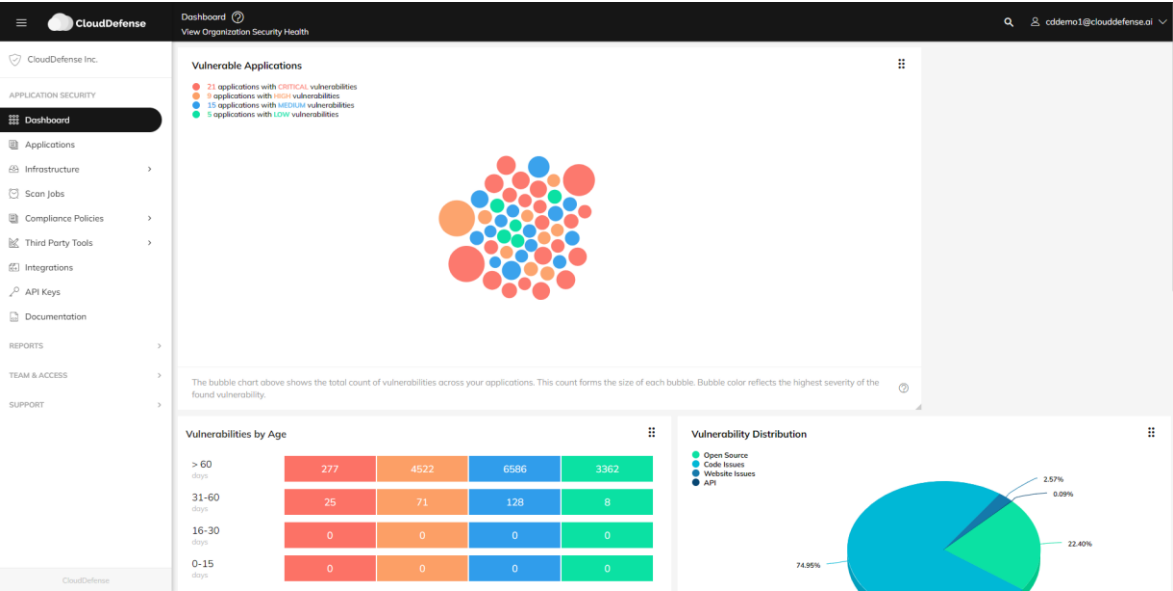 CloudDefense
Dashboard
View Organization Security Health
cddemo1@clouddefense.ai
CloudDefense Inc.
APPLICATION SECURITY
Dashboard
Applications
Infrastructure
Scan Jobs
Compliance Policies
Third Party Tools
Integrations
API Keys
Documentation
REPORTS
TEAM & ACCESS
SUPPORT
CloudDefense
Vulnerable Applications
21 applications with CRITICAL vulnerabilities
9 applications with HIGH vulnerabilities
15 applications with MEDIUM vulnerabilities
5 applications with LOW vulnerabilities
The bubble chart above shows the total count of vulnerabilities across your applications. This count forms the size of each bubble. Bubble color reflects the highest severity of the
found vulnerability.
Vulnerabilities by Age
> 60
days
277 4522 6586 3362
31-60
days
25 71 128 8
16-30
days
0 0 0 0
0-15
days
0 0 0 0
Vulnerability Distribution
Open Source
Code Issues
Website Issues
API
2.57%
0.09%
22.40%
74.95%